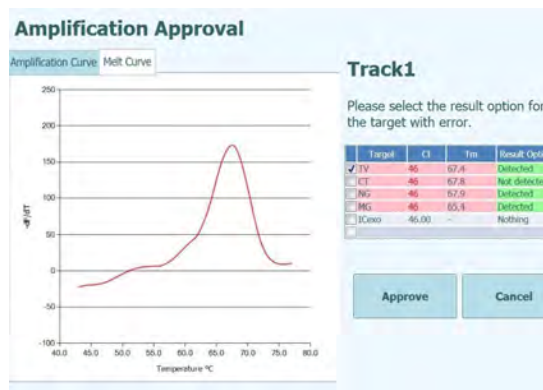 Amplification Approval
Amplification Curve Melt Curve
250
200
150
100
50
0
-50
-100
-dF/dT
40.0 45.0 50.0 55.0 60.0 65.0 70.0 75.0 80.0
Temperature ºC
Track1
Please select the result option for
the target with error.
Target Ct Tm Result Opti
TV 46 67.4 Detected
CT 46 67.8 Not detecte
NG 46 67.9 Detected
MG 46 65.4 Detected
ICexo 46.00 - Nothing
Approve Cancel